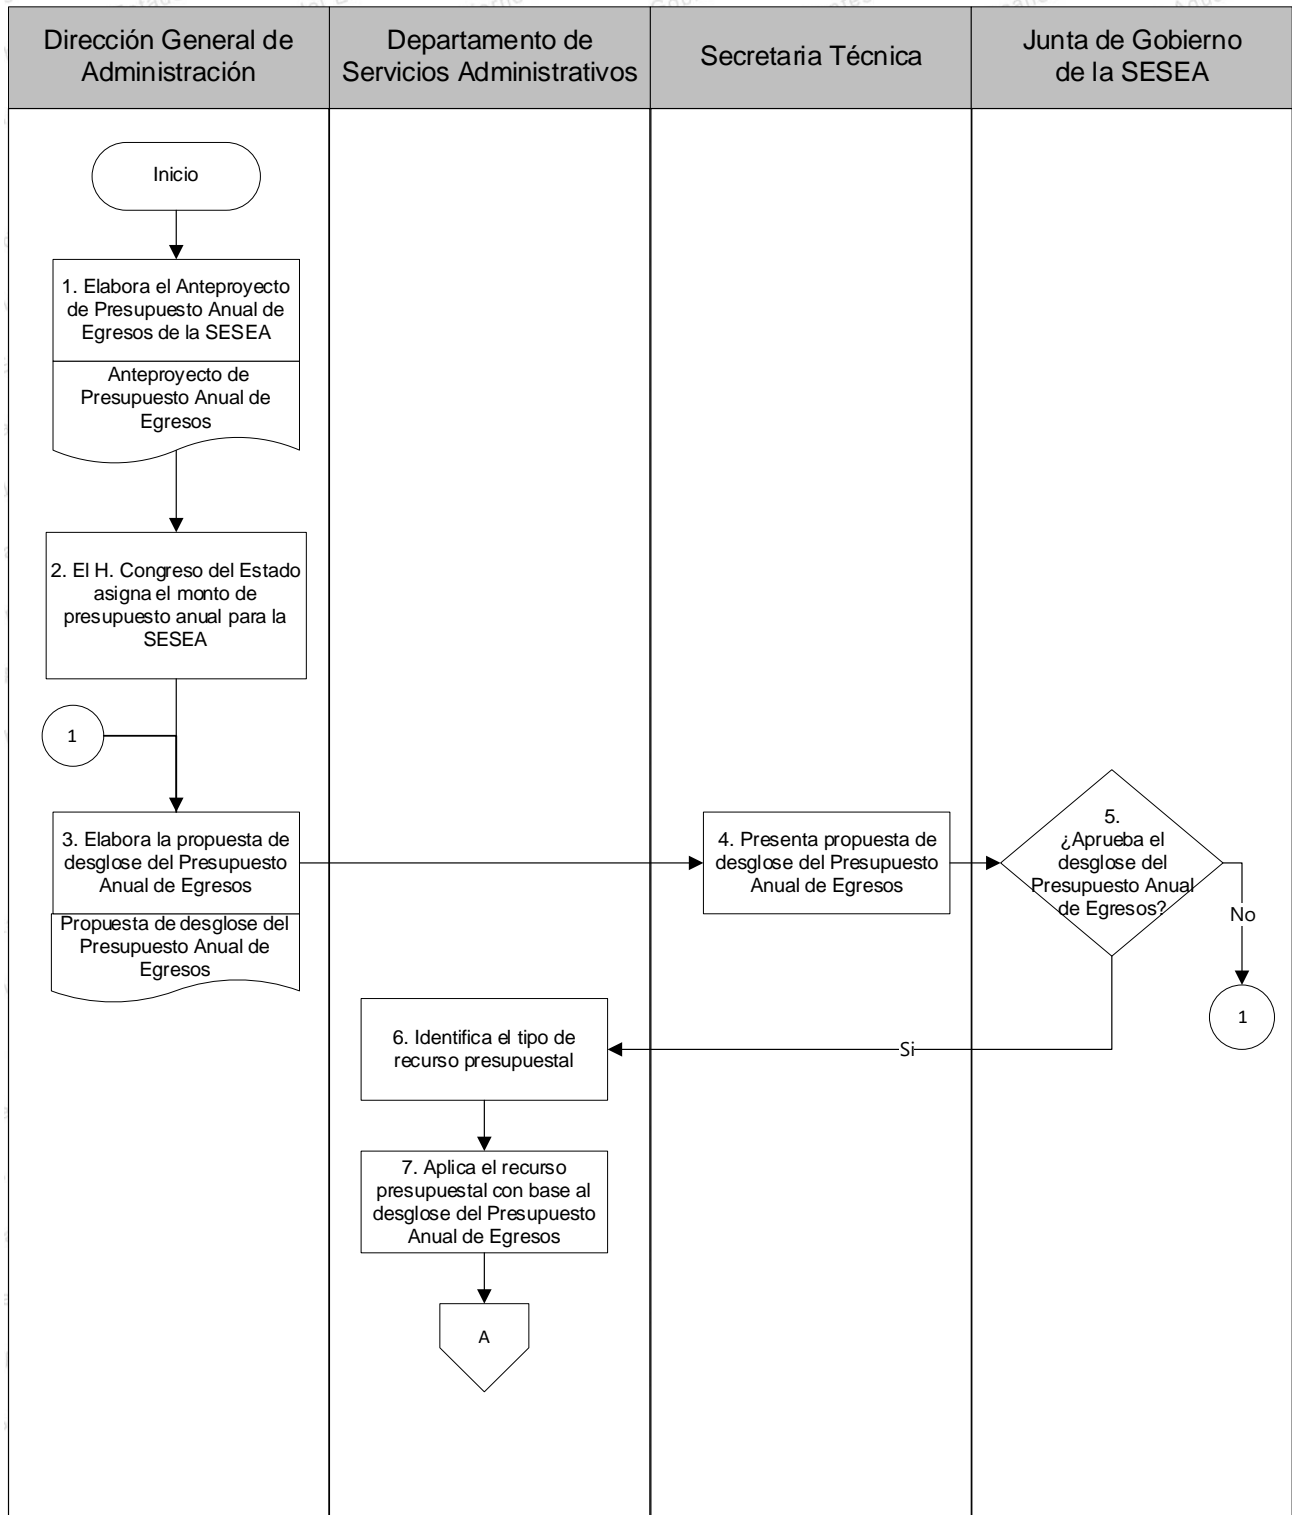 Dirección General de
Administración
Departamento de
Servicios Administrativos
Secretaria Técnica
Junta de Gobierno
de la SESEA
Inicio
1. Elabora el Anteproyecto
de Presupuesto Anual de
Egresos de la SESEA
Anteproyecto de
Presupuesto Anual de
Egresos
2. El H. Congreso del Estado
asigna el monto de
presupuesto anual para la
SESEA
1
3. Elabora la propuesta de
desglose del Presupuesto
Anual de Egresos
Propuesta de desglose del
Presupuesto Anual de
Egresos
4. Presenta propuesta de
desglose del Presupuesto
Anual de Egresos
5.
¿Aprueba el
desglose del
Presupuesto Anual
de Egresos?
No
1
Si
6. Identifica el tipo de
recurso presupuestal
7. Aplica el recurso
presupuestal con base al
desglose del Presupuesto
Anual de Egresos
A